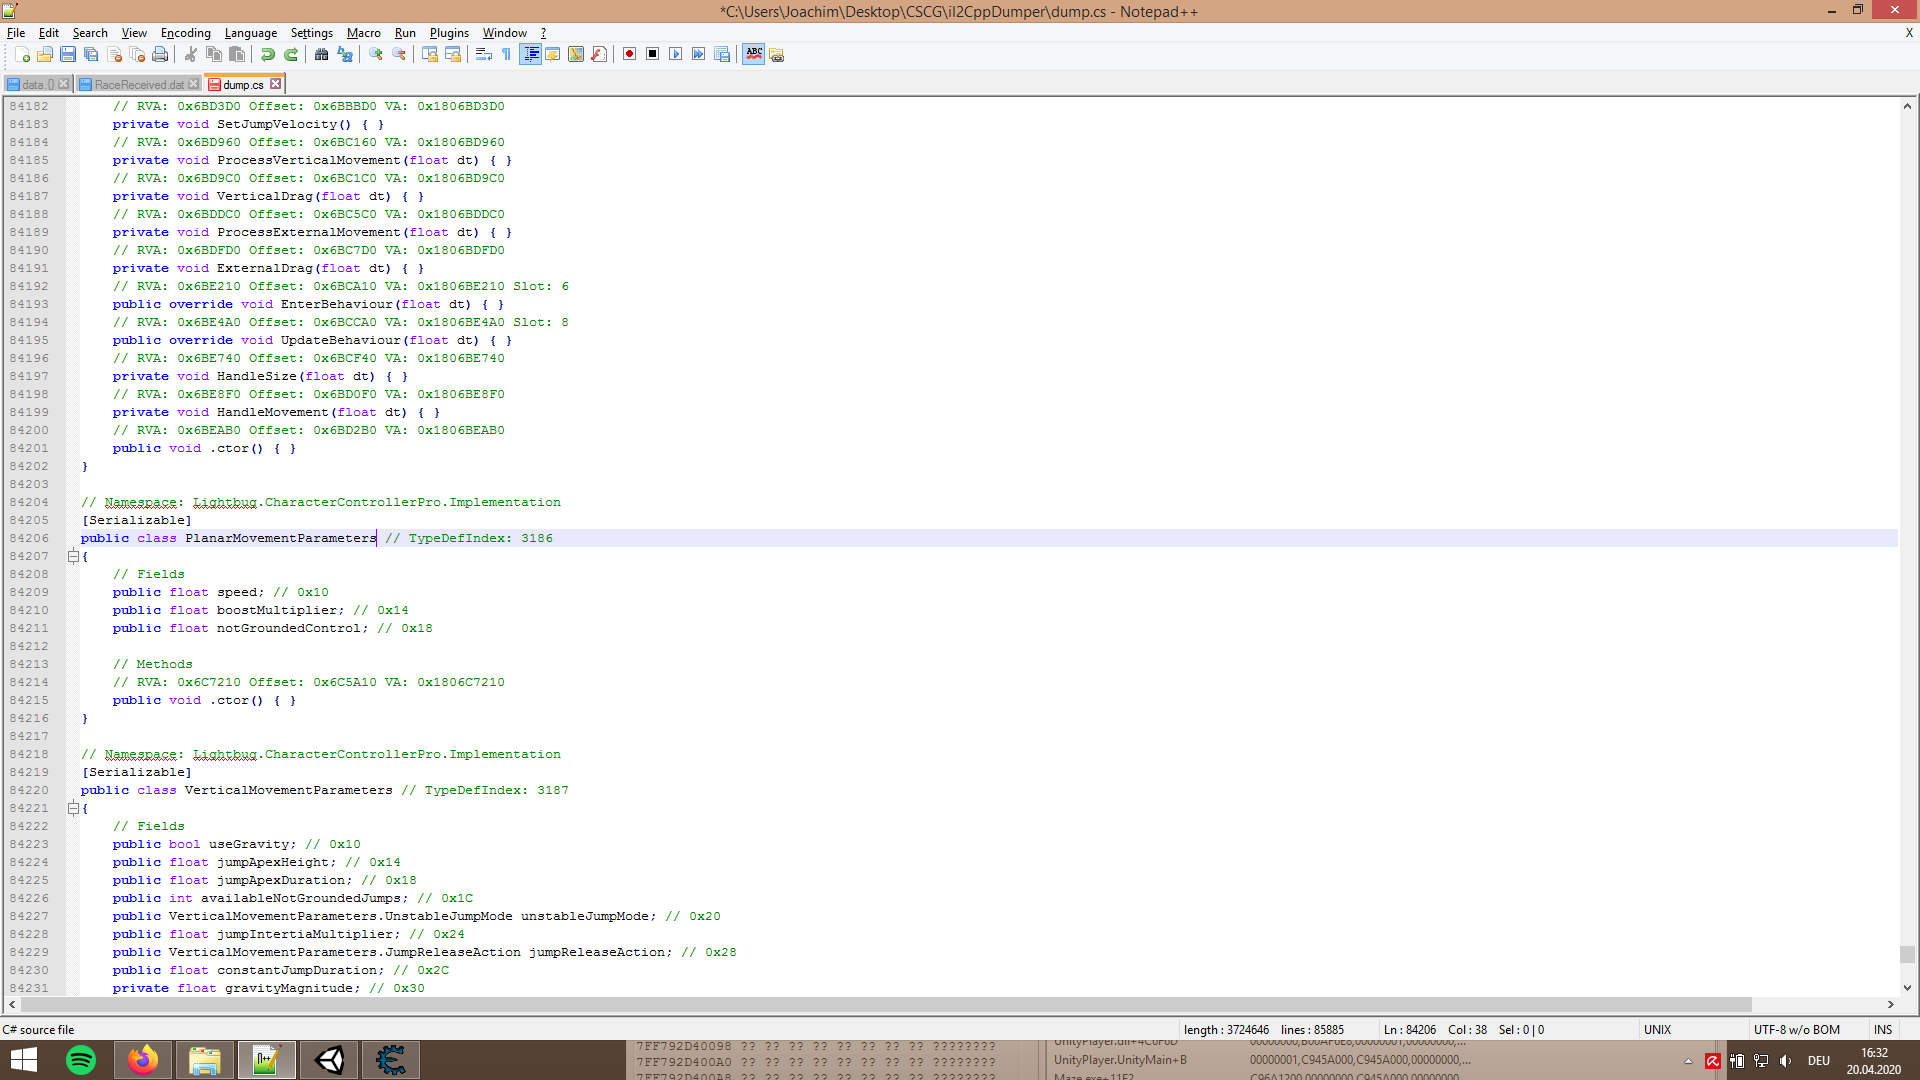 *C:\Users\Joachim\Desktop\CSCG\il2CppDumper\dump.cs - Notepad++
File Edit Search View Encoding Language Settings Macro Run Plugins Window ? X
data.{} RaceReceived.dat dump.cs
84182 // RVA: 0x6BD3D0 Offset: 0x6BBBD0 VA: 0x1806BD3D0
84183 private void SetJumpVelocity() { }
84184 // RVA: 0x6BD960 Offset: 0x6BC160 VA: 0x1806BD960
84185 private void ProcessVerticalMovement(float dt) { }
84186 // RVA: 0x6BD9C0 Offset: 0x6BC1C0 VA: 0x1806BD9C0
84187 private void VerticalDrag(float dt) { }
84188 // RVA: 0x6BDDC0 Offset: 0x6BC5C0 VA: 0x1806BDDC0
84189 private void ProcessExternalMovement(float dt) { }
84190 // RVA: 0x6BDFD0 Offset: 0x6BC7D0 VA: 0x1806BDFD0
84191 private void ExternalDrag(float dt) { }
84192 // RVA: 0x6BE210 Offset: 0x6BCA10 VA: 0x1806BE210 Slot: 6
84193 public override void EnterBehaviour(float dt) { }
84194 // RVA: 0x6BE4A0 Offset: 0x6BCCA0 VA: 0x1806BE4A0 Slot: 8
84195 public override void UpdateBehaviour(float dt) { }
84196 // RVA: 0x6BE740 Offset: 0x6BCF40 VA: 0x1806BE740
84197 private void HandleSize(float dt) { }
84198 // RVA: 0x6BE8F0 Offset: 0x6BD0F0 VA: 0x1806BE8F0
84199 private void HandleMovement(float dt) { }
84200 // RVA: 0x6BEAB0 Offset: 0x6BD2B0 VA: 0x1806BEAB0
84201 public void .ctor() { }
84202 }
84203
84204 // Namespace: Lightbug.CharacterControllerPro.Implementation
84205 [Serializable]
84206 public class PlanarMovementParameters // TypeDefIndex: 3186
84207 {
84208 // Fields
84209 public float speed; // 0x10
84210 public float boostMultiplier; // 0x14
84211 public float notGroundedControl; // 0x18
84212
84213 // Methods
84214 // RVA: 0x6C7210 Offset: 0x6C5A10 VA: 0x1806C7210
84215 public void .ctor() { }
84216 }
84217
84218 // Namespace: Lightbug.CharacterControllerPro.Implementation
84219 [Serializable]
84220 public class VerticalMovementParameters // TypeDefIndex: 3187
84221 {
84222 // Fields
84223 public bool useGravity; // 0x10
84224 public float jumpApexHeight; // 0x14
84225 public float jumpApexDuration; // 0x18
84226 public int availableNotGroundedJumps; // 0x1C
84227 public VerticalMovementParameters.UnstableJumpMode unstableJumpMode; // 0x20
84228 public float jumpIntertiaMultiplier; // 0x24
84229 public VerticalMovementParameters.JumpReleaseAction jumpReleaseAction; // 0x28
84230 public float constantJumpDuration; // 0x2C
84231 private float gravityMagnitude; // 0x30
C# source file length : 3724646 lines : 85885 Ln : 84206 Col : 38 Sel : 0 | 0 UNIX UTF-8 w/o BOM INS
7FF792D40098 ?? ?? ?? ?? ?? ?? ?? ?? ????????
7FF792D400A0 ?? ?? ?? ?? ?? ?? ?? ?? ????????
UnityPlayer.UnityMain+B 00000001,C945A000,C945A000,00000000,...
DEU
16:32
20.04.2020